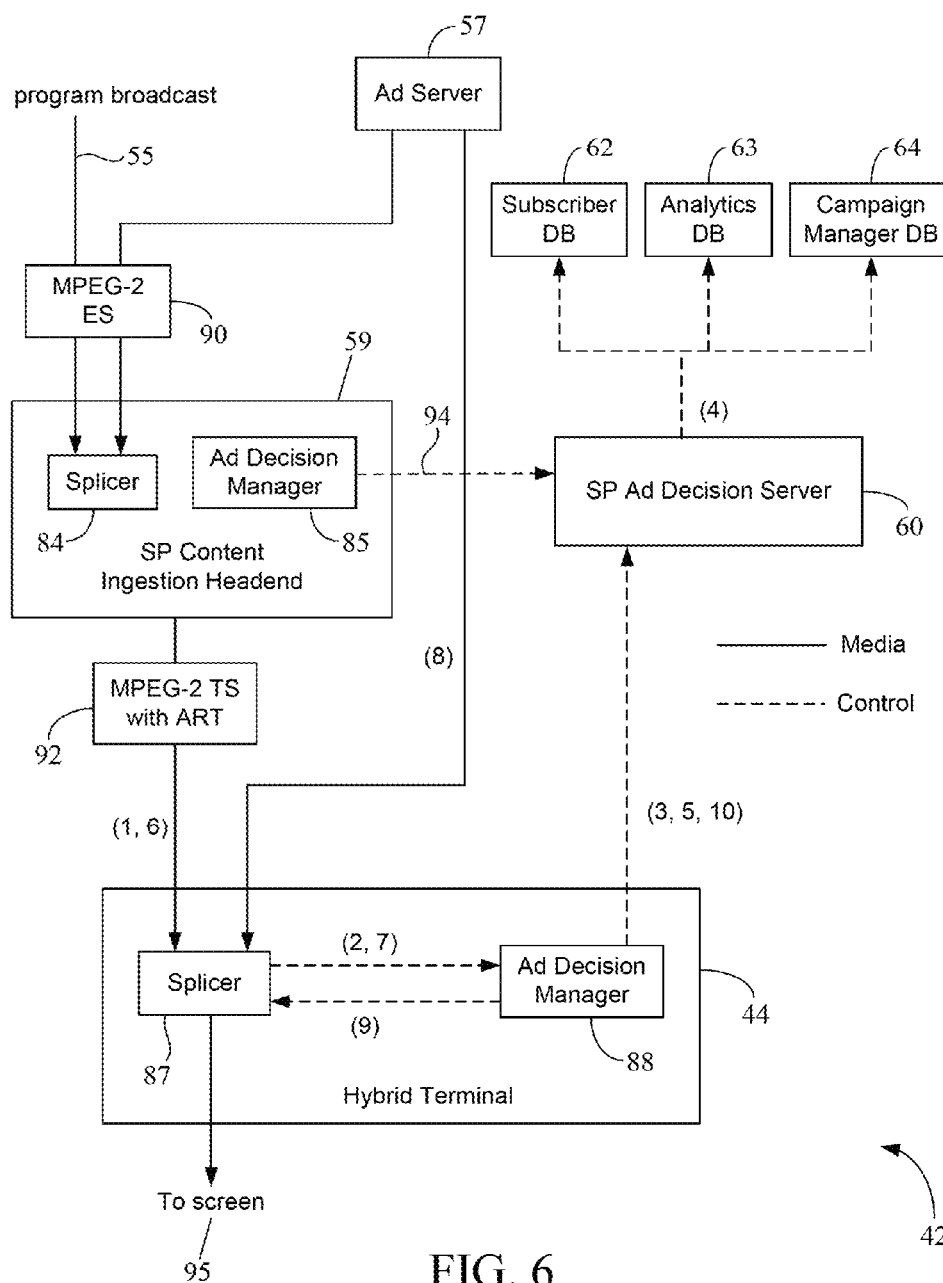 57
Ad Server
program broadcast
55
62
63
64
Subscriber
DB
Analytics
DB
Campaign
Manager DB
MPEG-2
ES
90
59
(4)
94
Splicer
84
Ad Decision
Manager
85
SP Content
Ingestion Headend
SP Ad Decision Server
60
(8)
Media
Control
MPEG-2 TS
with ART
92
(1, 6)
(3, 5, 10)
(2, 7)
Splicer
87
(9)
Ad Decision
Manager
88
44
Hybrid Terminal
To screen
95
42
FIG. 6